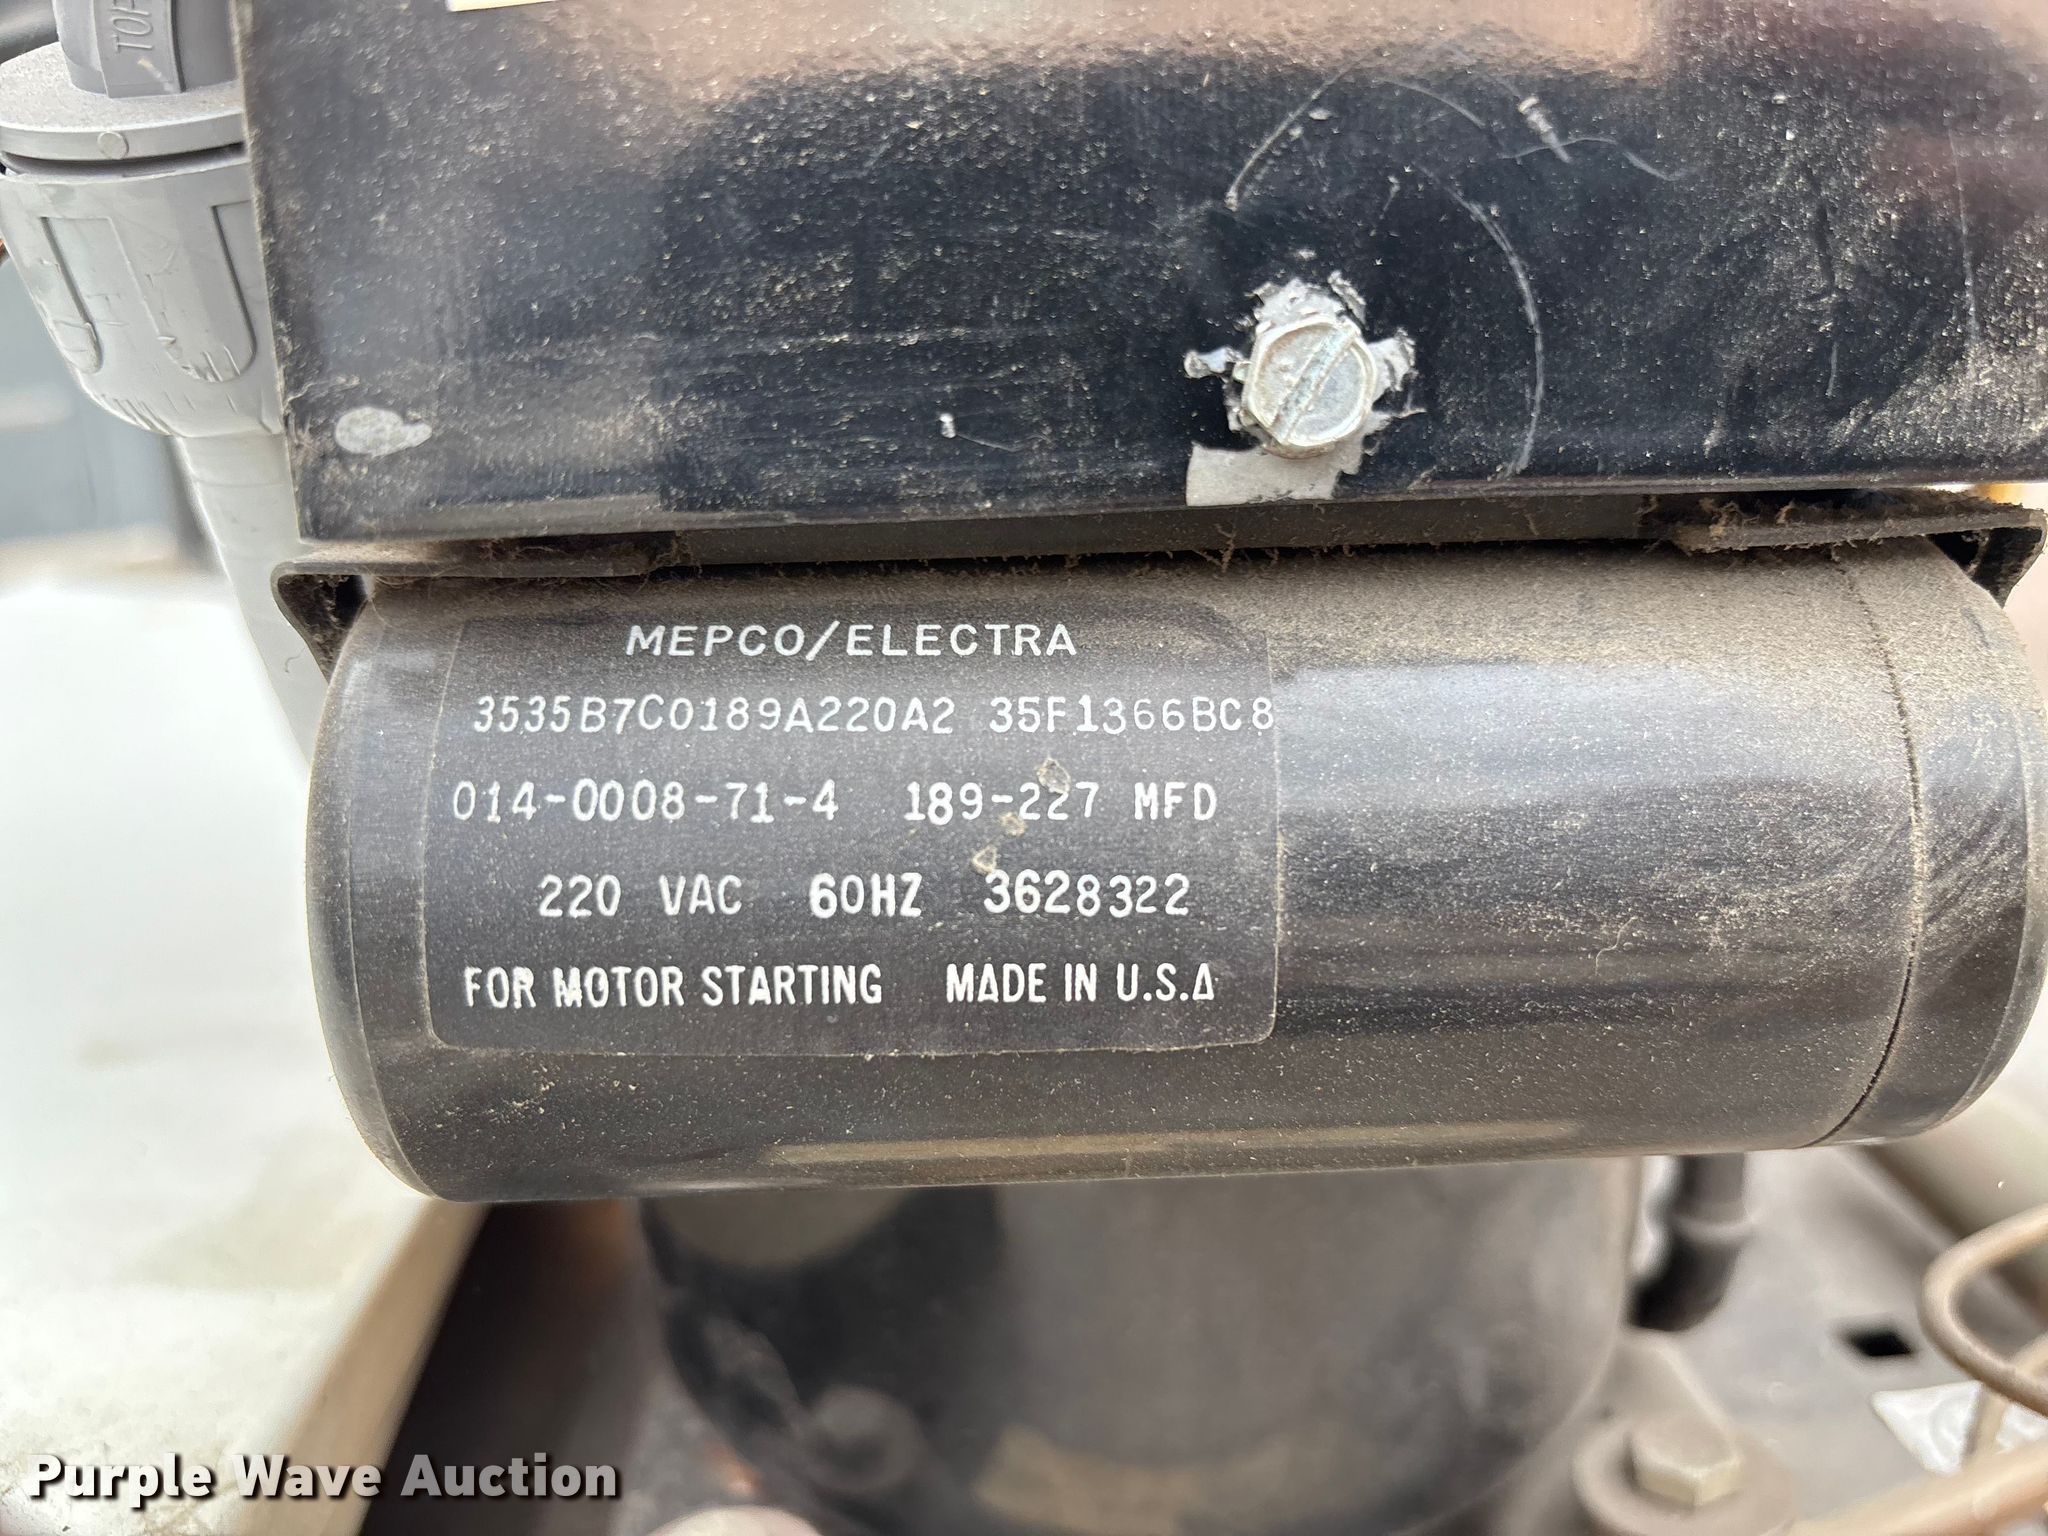 TOP
MEPCO/ELECTRA
3535B7C0189A220A2 35F1366BC8
014-0008-71-4 189-227 MFD
220 VAC 60HZ 3628322
FOR MOTOR STARTING MADE IN U.S.A
Purple Wave Auction